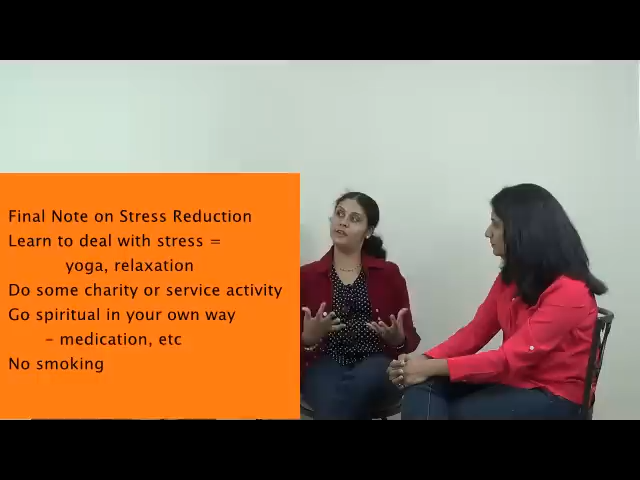 Final Note on Stress Reduction
Learn to deal with stress =
yoga, relaxation
Do some charity or service activity
Go spiritual in your own way
– medication, etc
No smoking